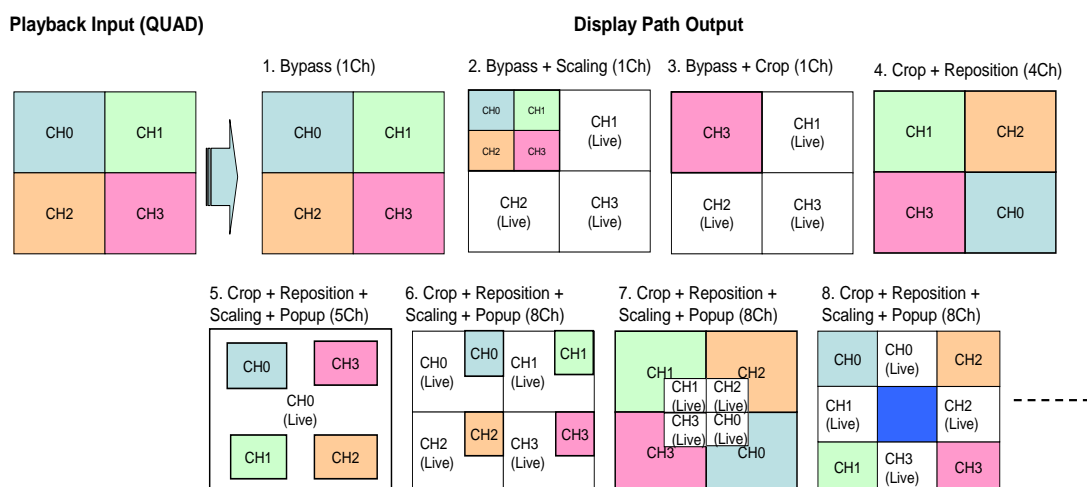 Playback Input (QUAD)
Display Path Output
CH0
CH1
CH2
CH3
1. Bypass (1Ch)
CH0
CH1
CH2
CH3
2. Bypass + Scaling (1Ch)
CH0
CH1
CH2
CH3
CH1
(Live)
CH2
(Live)
CH3
(Live)
3. Bypass + Crop (1Ch)
CH3
CH1
(Live)
CH2
(Live)
CH3
(Live)
4. Crop + Reposition (4Ch)
CH1
CH2
CH3
CH0
5. Crop + Reposition +
Scaling + Popup (5Ch)
CH0
CH3
CH0
(Live)
CH1
CH2
6. Crop + Reposition +
Scaling + Popup (8Ch)
CH0
(Live)
CH0
CH1
(Live)
CH1
CH2
(Live)
CH2
CH3
(Live)
CH3
7. Crop + Reposition +
Scaling + Popup (8Ch)
CH1
CH2
CH1
(Live)
CH2
(Live)
CH3
(Live)
CH0
(Live)
CH3
CH0
8. Crop + Reposition +
Scaling + Popup (8Ch)
CH0
CH0
(Live)
CH2
CH1
(Live)
CH2
(Live)
CH1
CH3
(Live)
CH3